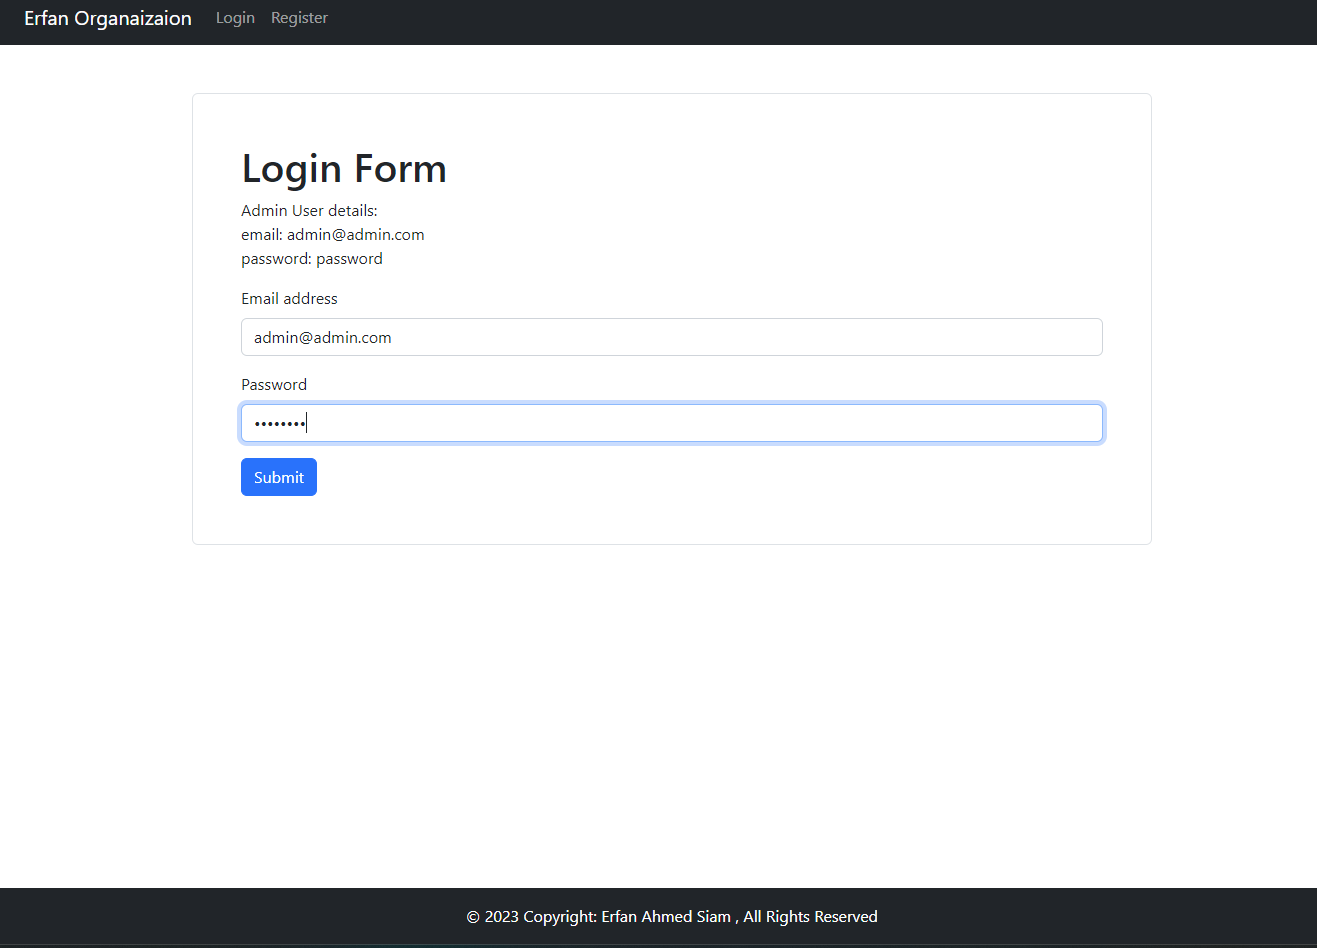 Erfan Organaizaion Login Register
Login Form
Admin User details:
email: admin@admin.com
password: password
Email address
admin@admin.com
Password
••••••••
Submit
© 2023 Copyright: Erfan Ahmed Siam , All Rights Reserved